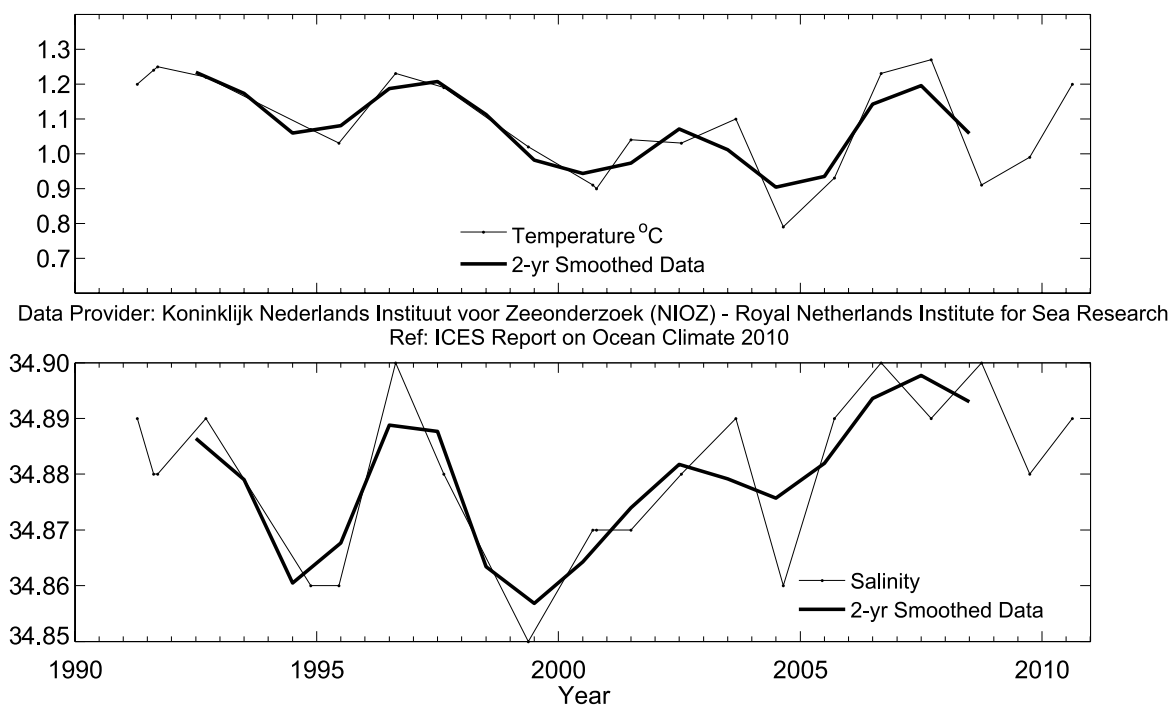 1.3
1.2
1.1
1.0
0.9
0.8
0.7
Temperature °C
2-yr Smoothed Data
Data Provider: Koninklijk Nederlands Instituut voor Zeeonderzoek (NIOZ) - Royal Netherlands Institute for Sea Research
Ref: ICES Report on Ocean Climate 2010
34.90
34.89
34.88
34.87
34.86
34.85
Salinity
2-yr Smoothed Data
1990 1995 2000 2005 2010
Year